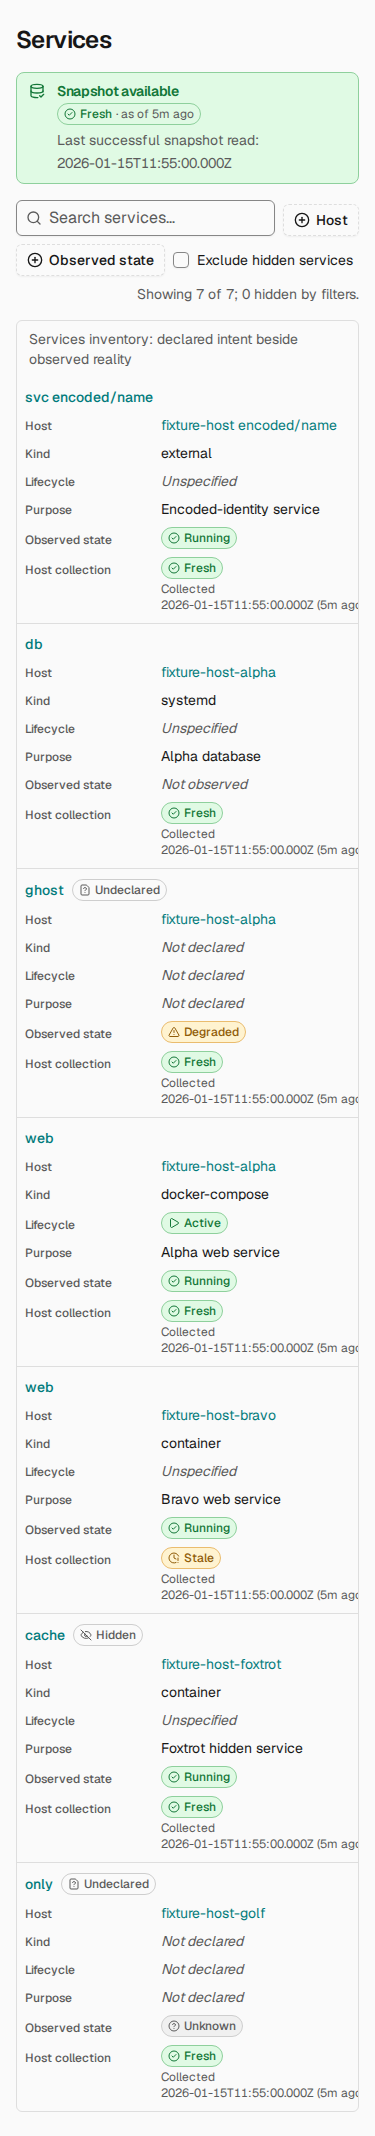 Services
Snapshot available
Fresh · as of 5m ago
Last successful snapshot read:
2026-01-15T11:55:00.000Z
Search services...
Host
Observed state
Exclude hidden services
Showing 7 of 7; 0 hidden by filters.
Services inventory: declared intent beside
observed reality
svc encoded/name
Host fixture-host encoded/name
Kind external
Lifecycle Unspecified
Purpose Encoded-identity service
Observed state Running
Host collection Fresh
Collected
2026-01-15T11:55:00.000Z (5m ago
db
Host fixture-host-alpha
Kind systemd
Lifecycle Unspecified
Purpose Alpha database
Observed state Not observed
Host collection Fresh
Collected
2026-01-15T11:55:00.000Z (5m ago
ghost Undeclared
Host fixture-host-alpha
Kind Not declared
Lifecycle Not declared
Purpose Not declared
Observed state Degraded
Host collection Fresh
Collected
2026-01-15T11:55:00.000Z (5m ago
web
Host fixture-host-alpha
Kind docker-compose
Lifecycle Active
Purpose Alpha web service
Observed state Running
Host collection Fresh
Collected
2026-01-15T11:55:00.000Z (5m ago
web
Host fixture-host-bravo
Kind container
Lifecycle Unspecified
Purpose Bravo web service
Observed state Running
Host collection Stale
Collected
2026-01-15T11:55:00.000Z (5m ago
cache Hidden
Host fixture-host-foxtrot
Kind container
Lifecycle Unspecified
Purpose Foxtrot hidden service
Observed state Running
Host collection Fresh
Collected
2026-01-15T11:55:00.000Z (5m ago
only Undeclared
Host fixture-host-golf
Kind Not declared
Lifecycle Not declared
Purpose Not declared
Observed state Unknown
Host collection Fresh
Collected
2026-01-15T11:55:00.000Z (5m ago